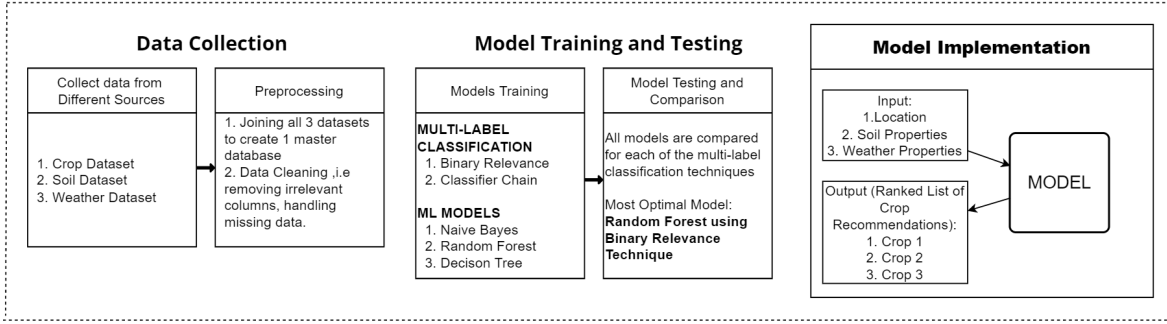 Data Collection
Collect data from
Different Sources
1. Crop Dataset
2. Soil Dataset
3. Weather Dataset
Preprocessing
1. Joining all 3 datasets
to create 1 master
database
2. Data Cleaning ,i.e
removing irrelevant
columns, handling
missing data.
Model Training and Testing
Models Training
MULTI-LABEL
CLASSIFICATION
1. Binary Relevance
2. Classifier Chain
ML MODELS
1. Naive Bayes
2. Random Forest
3. Decison Tree
Model Testing and
Comparison
All models are compared
for each of the multi-label
classification techniques
Most Optimal Model:
Random Forest using
Binary Relevance
Technique
Model Implementation
Input:
1.Location
2. Soil Properties
3. Weather Properties
MODEL
Output (Ranked List of
Crop
Recommendations):
1. Crop 1
2. Crop 2
3. Crop 3